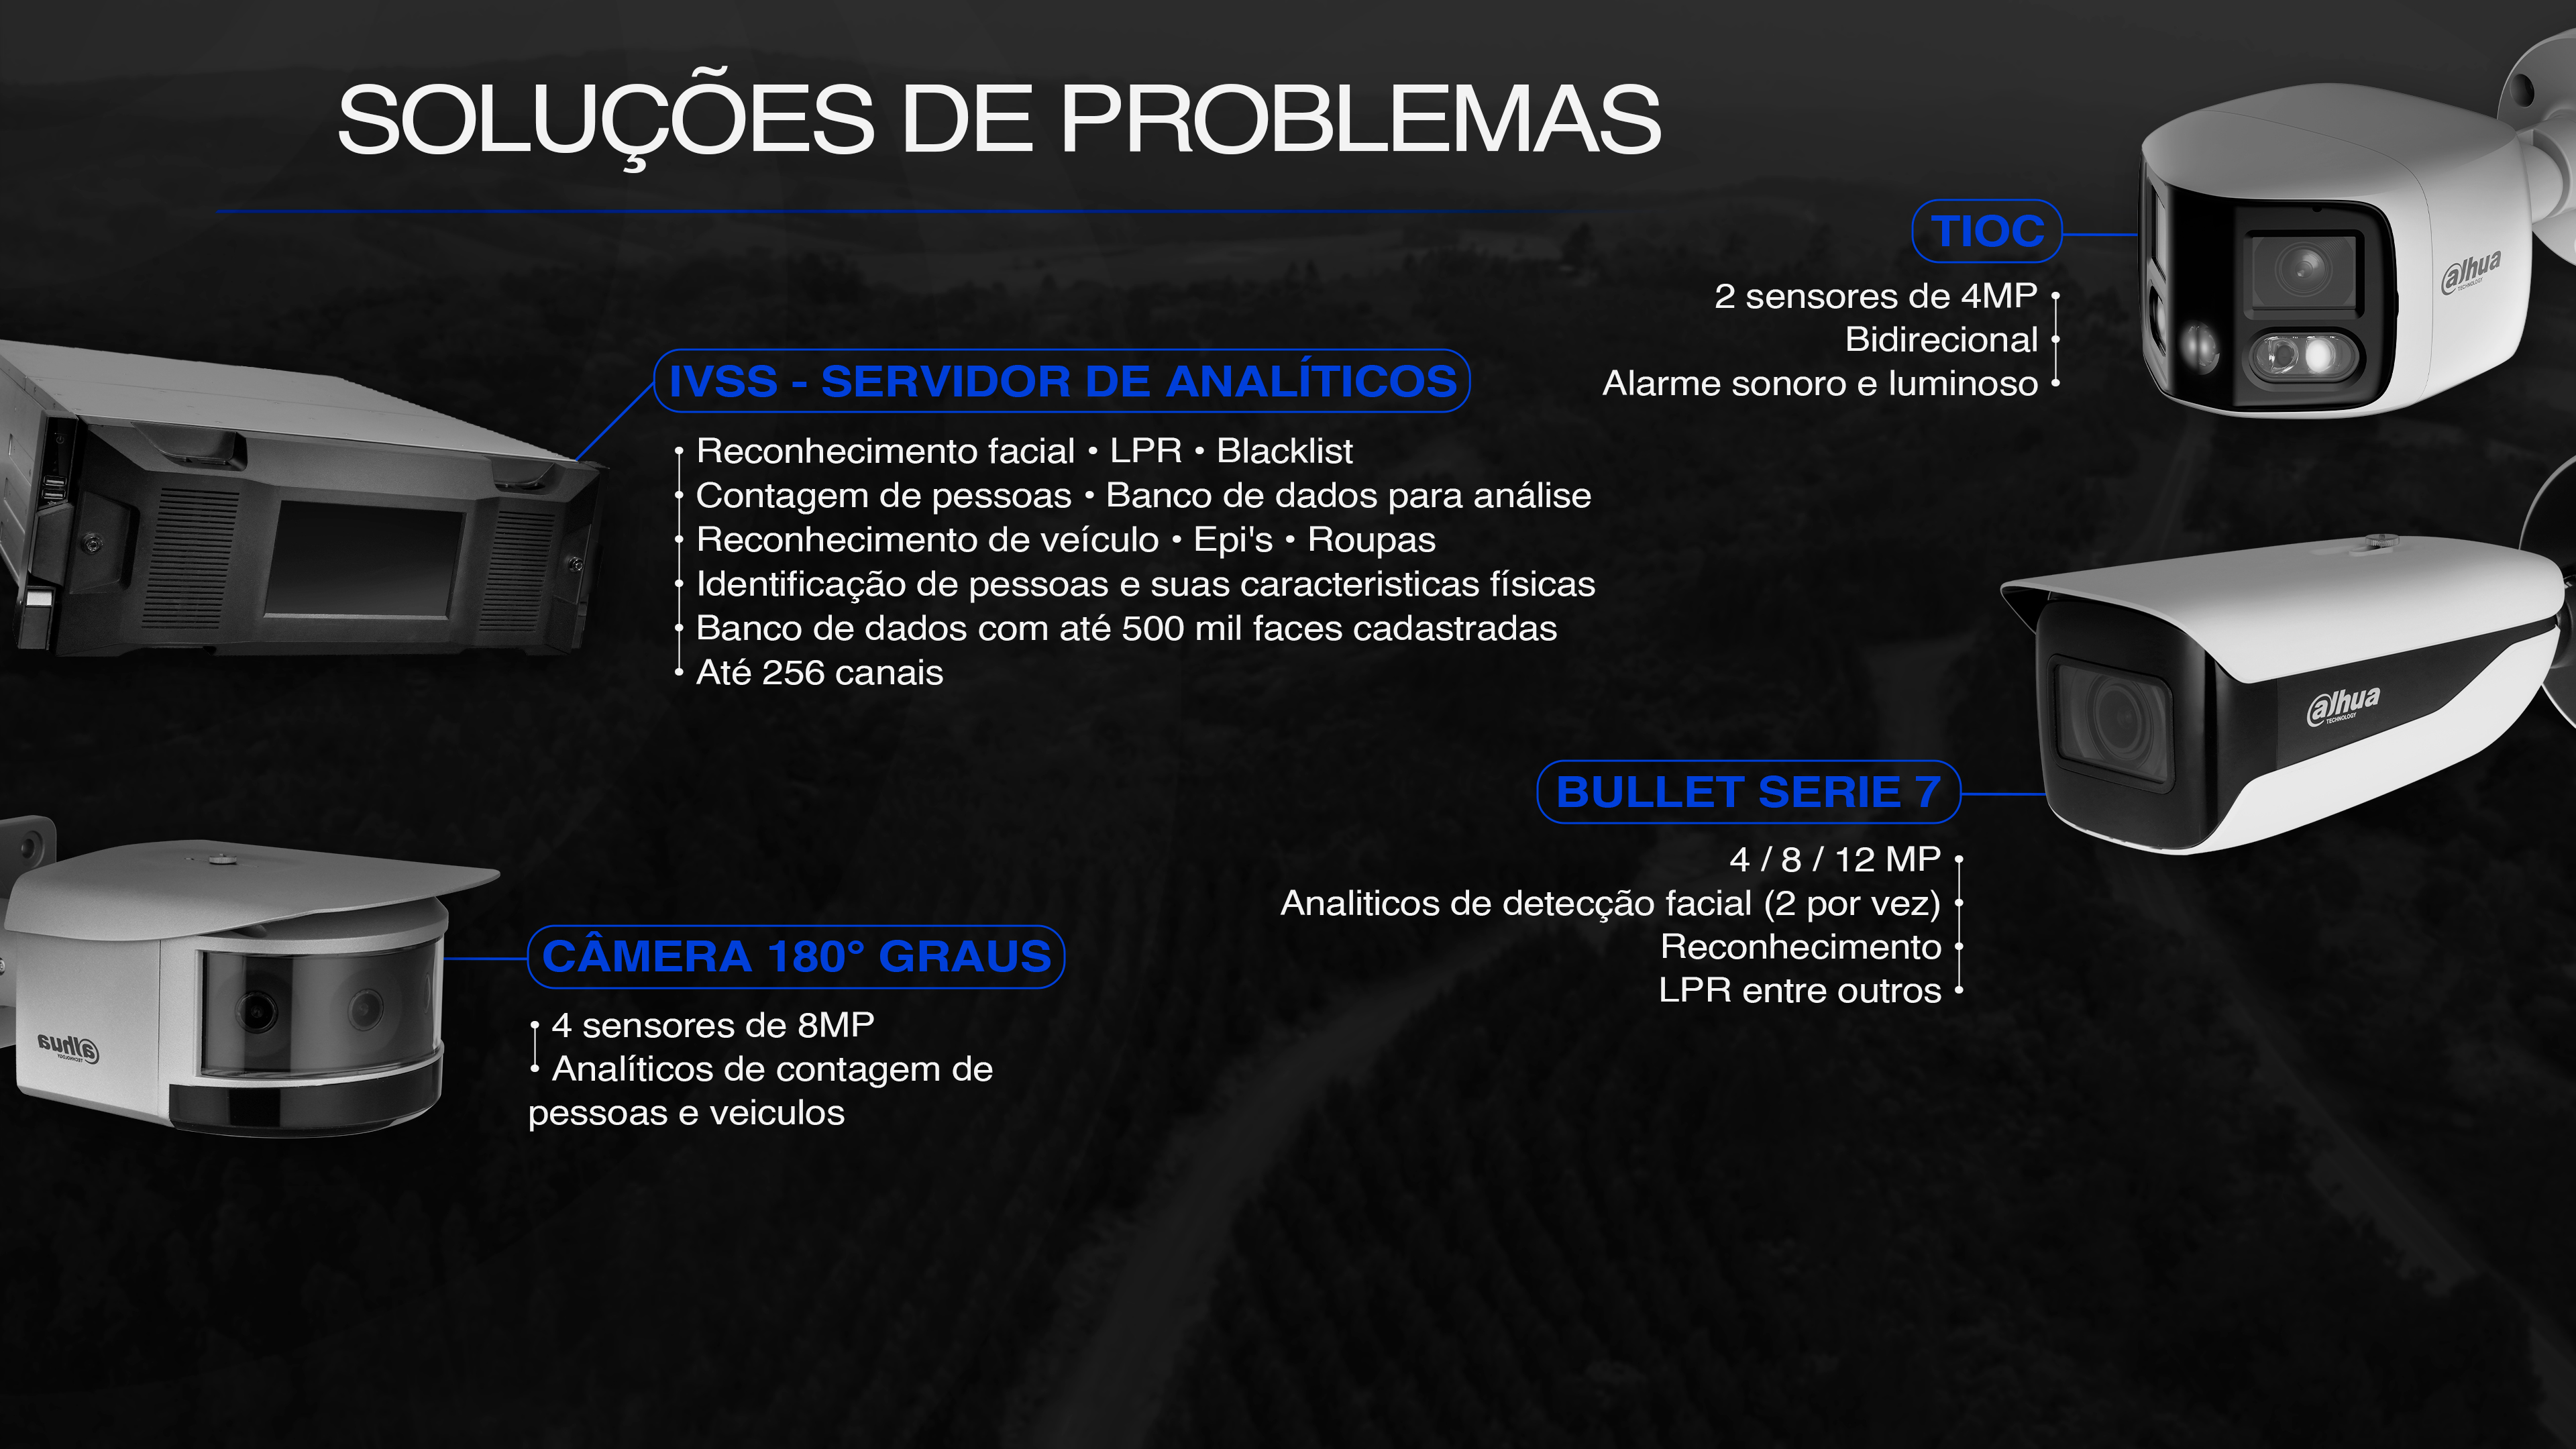 SOLUÇÕES DE PROBLEMAS
TIOC
2 sensores de 4MP
Bidirecional
Alarme sonoro e luminoso
alhua
TECHNOLOGY
IVSS - SERVIDOR DE ANALÍTICOS
Reconhecimento facial • LPR • Blacklist
Contagem de pessoas • Banco de dados para análise
Reconhecimento de veículo • Epi's • Roupas
Identificação de pessoas e suas caracteristicas físicas
Banco de dados com até 500 mil faces cadastradas
Até 256 canais
alhua
TECHNOLOGY
BULLET SERIE 7
4 / 8 / 12 MP
Analiticos de detecção facial (2 por vez)
Reconhecimento
LPR entre outros
CÂMERA 180° GRAUS
4 sensores de 8MP
Analíticos de contagem de
pessoas e veiculos
alhua
TECHNOLOGY